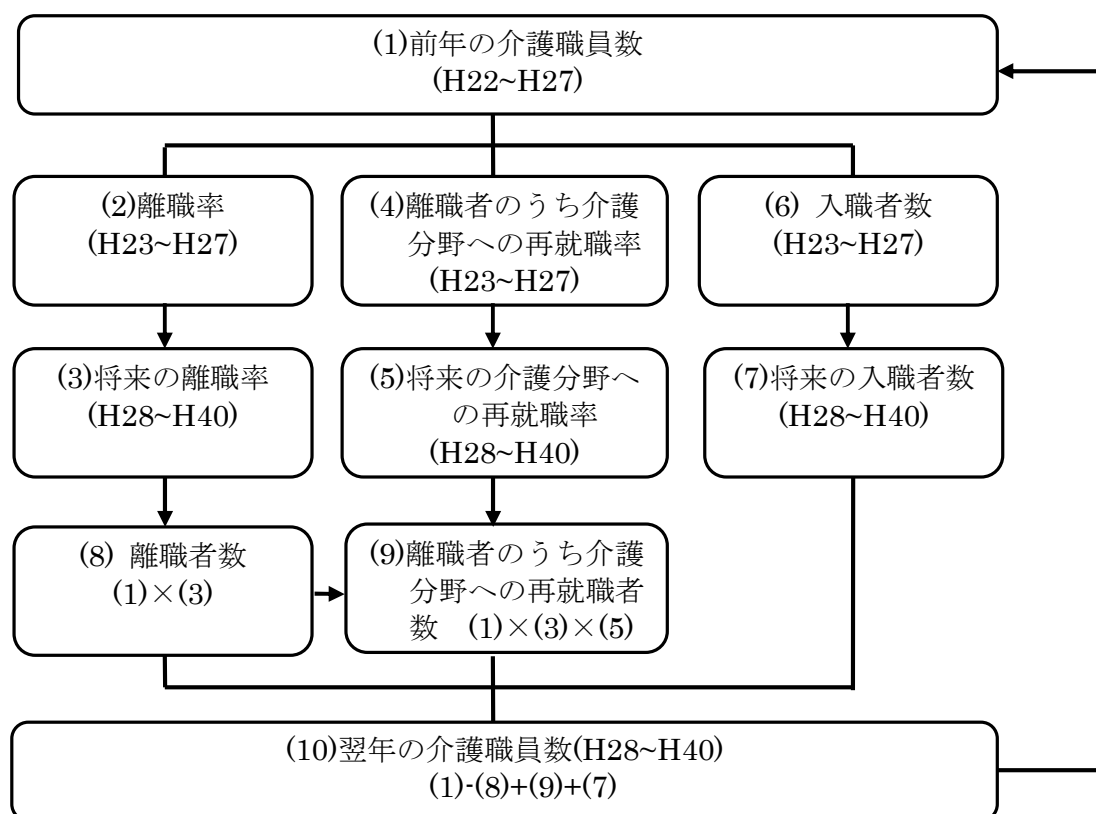 (1)前年の介護職員数
(H22~H27)
(2)離職率
(H23~H27)
(4)離職者のうち介護
分野への再就職率
(H23~H27)
(6) 入職者数
(H23~H27)
(3)将来の離職率
(H28~H40)
(5)将来の介護分野へ
の再就職率
(H28~H40)
(7)将来の入職者数
(H28~H40)
(8) 離職者数
(1)×(3)
(9)離職者のうち介護
分野への再就職者
数 (1)×(3)×(5)
(10)翌年の介護職員数(H28~H40)
(1)-(8)+(9)+(7)